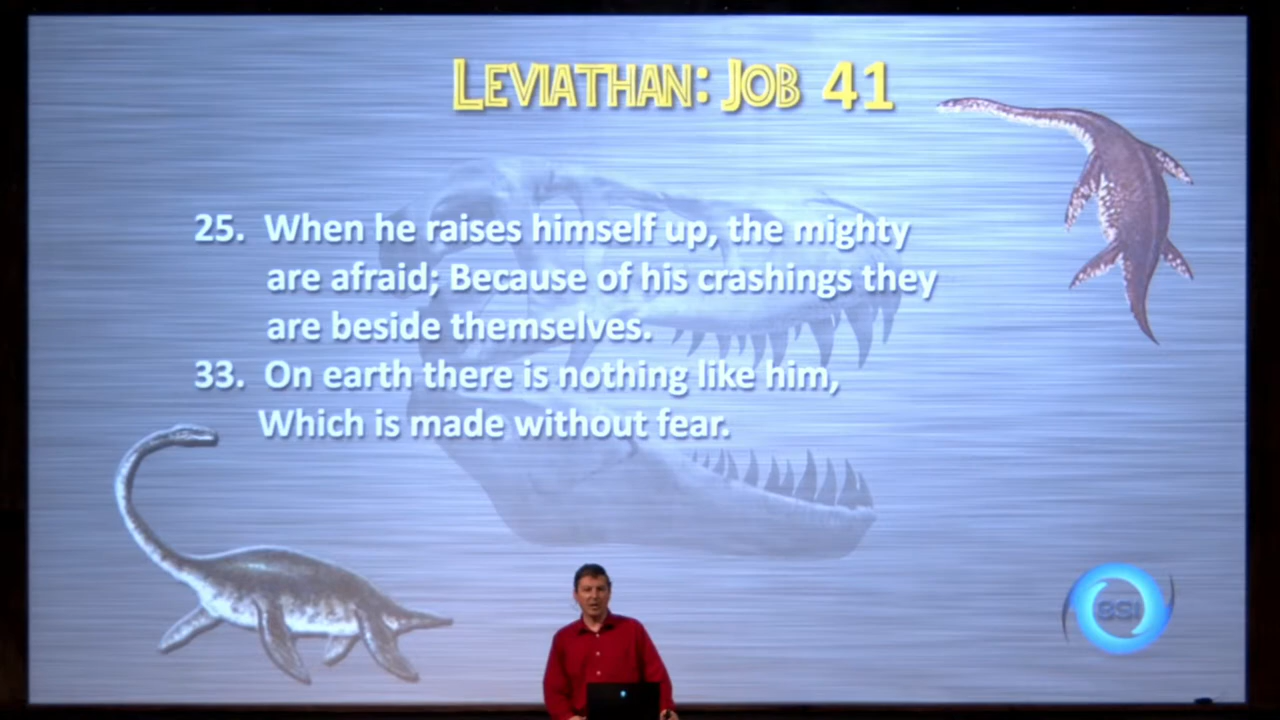 LEVIATHAN: JOB 41
25. When he raises himself up, the mighty
are afraid; Because of his crashings they
are beside themselves.
33. On earth there is nothing like him,
Which is made without fear.
esi